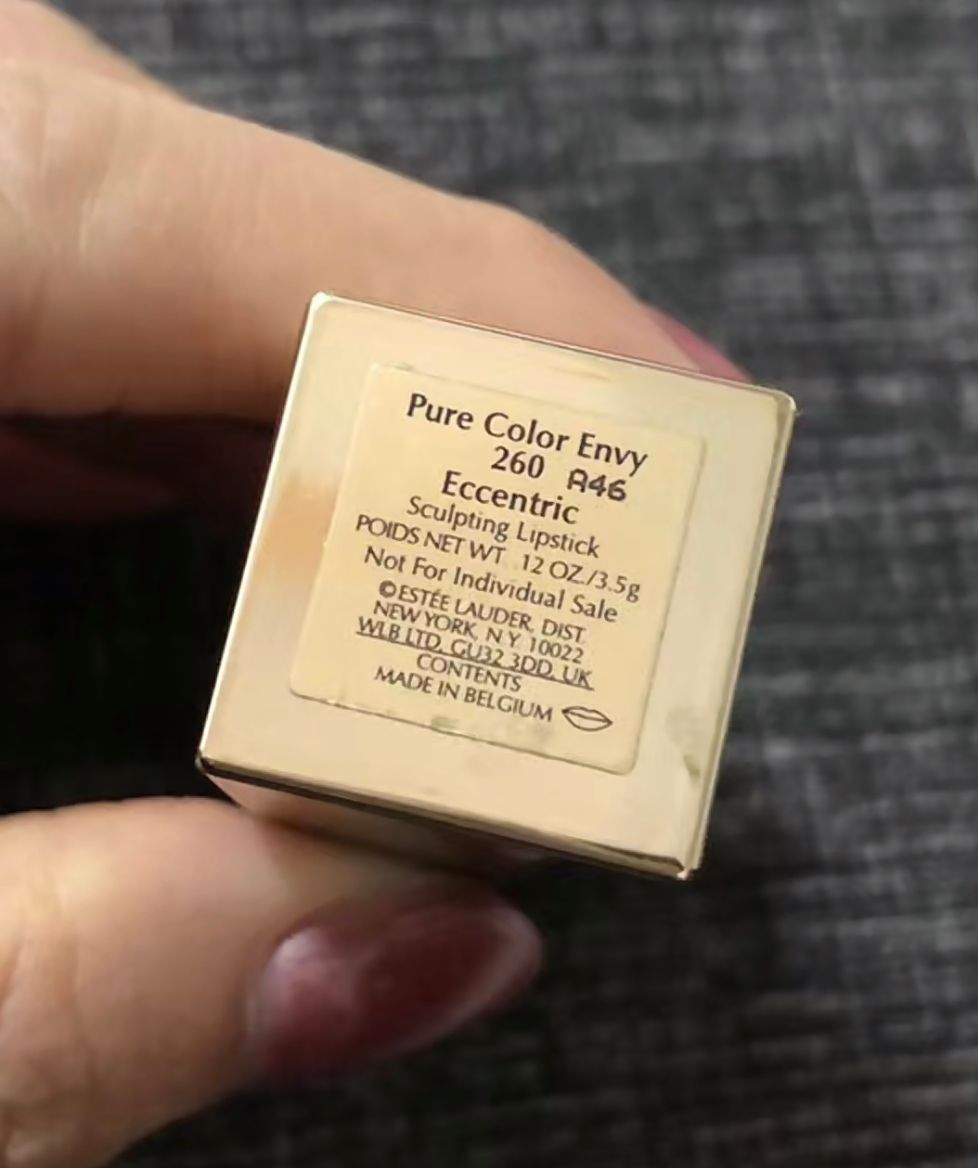 Pure Color Envy
260 A46
Eccentric
Sculpting Lipstick
POIDS NET WT. .12 OZ./3.5g
Not For Individual Sale
©ESTÉE LAUDER, DIST.
NEW YORK, N.Y. 10022
WLB LTD, GU32 3DD, UK
CONTENTS
MADE IN BELGIUM